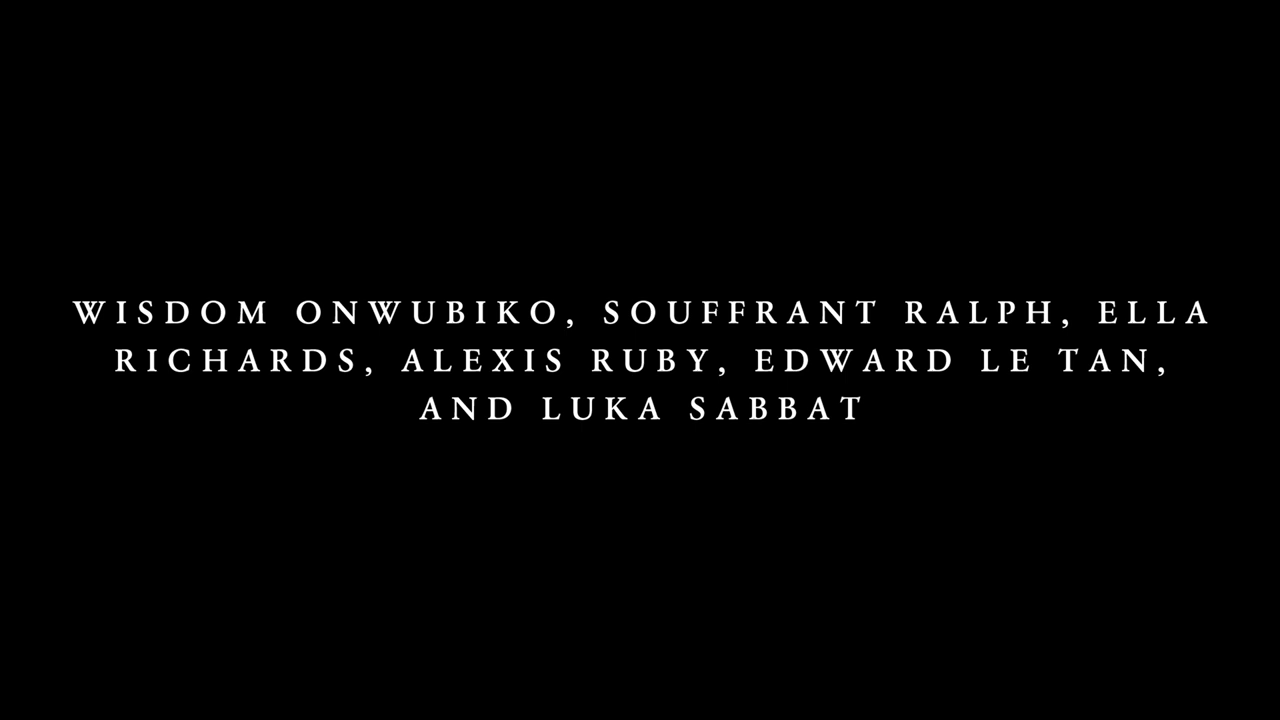 WISDOM ONWUBIKO, SOUFFRANT RALPH, ELLA
RICHARDS, ALEXIS RUBY, EDWARD LE TAN,
AND LUKA SABBAT